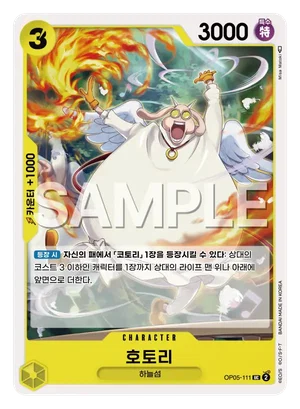 3
3000
특수
特
카운터 +1000
SAMPLE
등장 시 자신의 패에서 「코토리」 1장을 등장시킬 수 있다: 상대의
코스트 3 이하인 캐릭터를 1장까지 상대의 라이프 맨 위나 아래에
앞면으로 더한다.
CHARACTER
호토리
하늘섬
OP05-111 UC 2